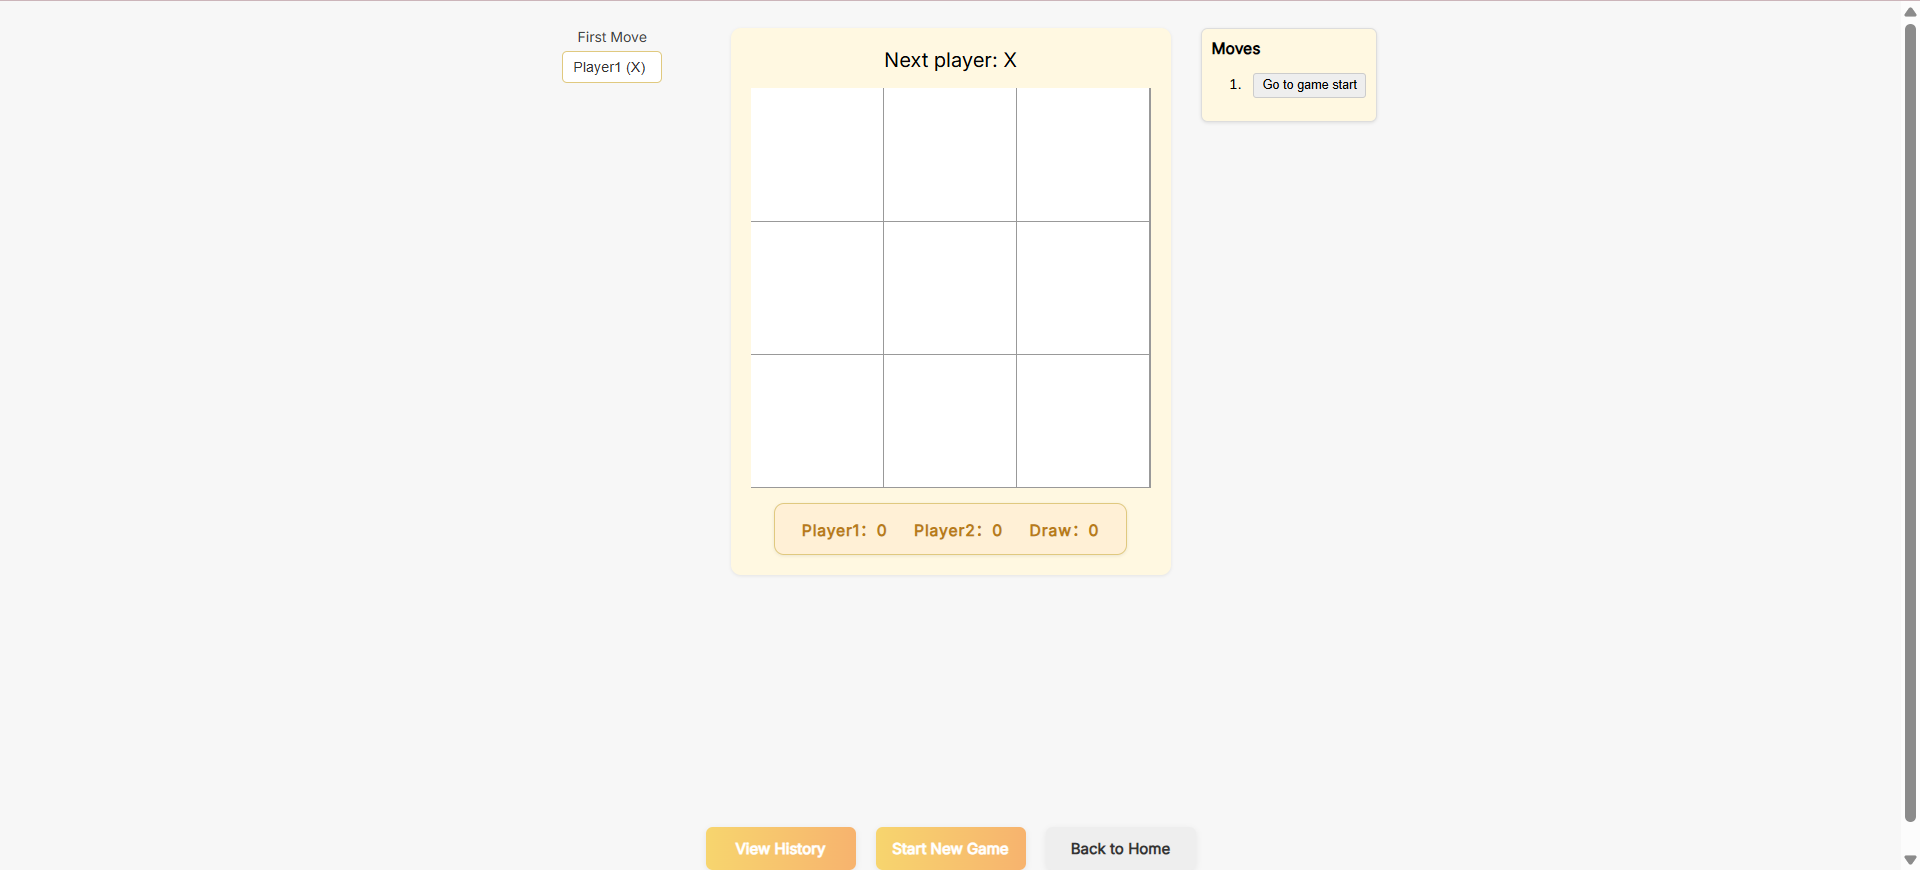 First Move
Player1 (X)
Next player: X
Moves
1. Go to game start
Player1: 0 Player2: 0 Draw: 0
View History
Start New Game
Back to Home